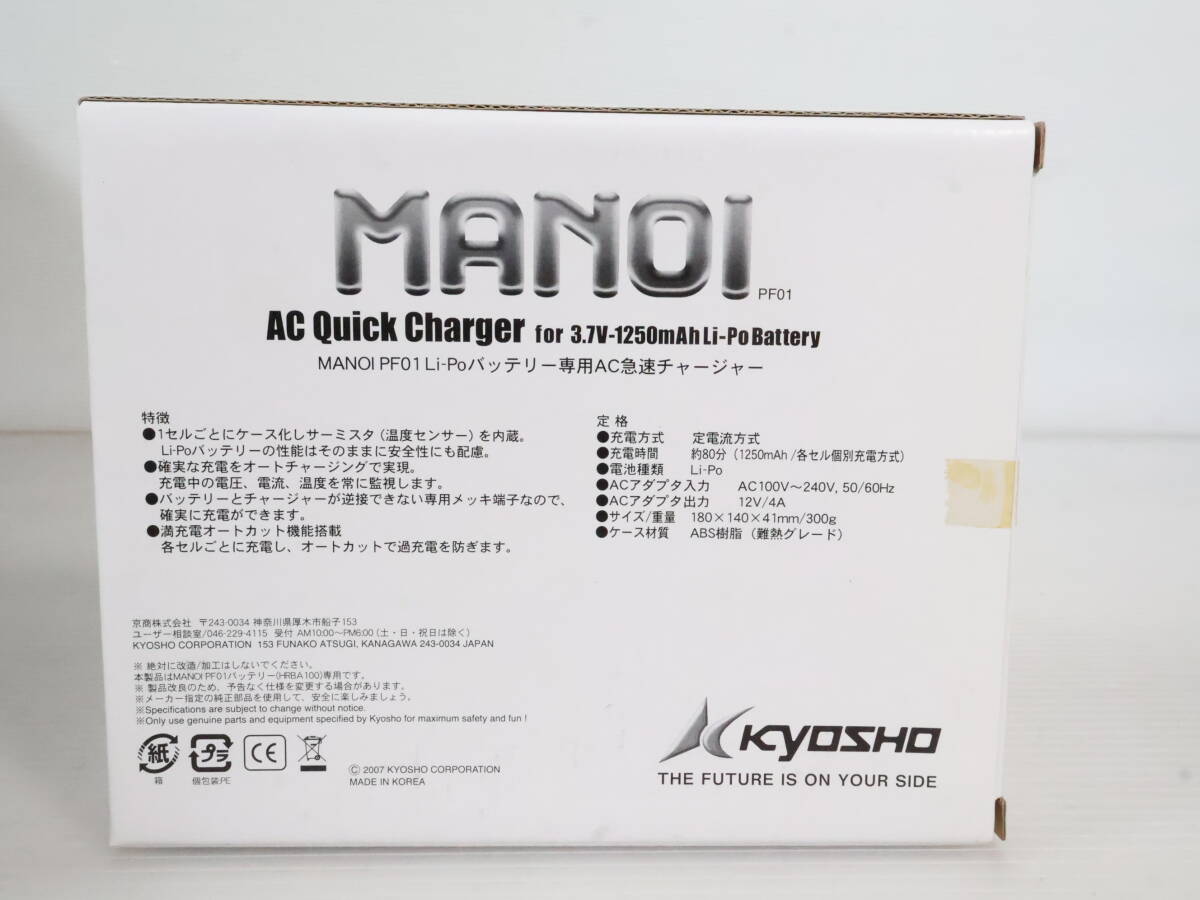 MANOI
PF01
AC Quick Charger for 3.7V-1250mAh Li-Po Battery
MANOI PF01 Li-Poバッテリー専用AC急速チャージャー
特徴
●1セルごとにケース化しサーミスタ（温度センサー）を内蔵。
Li-Poバッテリーの性能はそのままに安全性にも配慮。
●確実な充電をオートチャージングで実現。
充電中の電圧、電流、温度を常に監視します。
●バッテリーとチャージャーが逆接できない専用メッキ端子なので、
確実に充電ができます。
●満充電オートカット機能搭載
各セルごとに充電し、オートカットで過充電を防ぎます。
定 格
●充電方式 定電流方式
●充電時間 約80分（1250mAh /各セル個別充電方式）
●電池種類 Li-Po
●ACアダプタ入力 AC100V～240V, 50/60Hz
●ACアダプタ出力 12V/4A
●サイズ/重量 180×140×41mm/300g
●ケース材質 ABS樹脂（難熱グレード）
京商株式会社 〒243-0034 神奈川県厚木市船子153
ユーザー相談室/046-229-4115 受付 AM10:00～PM6:00（土・日・祝日は除く）
KYOSHO CORPORATION 153 FUNAKO ATSUGI, KANAGAWA 243-0034 JAPAN
※ 絶対に改造/加工はしないでください。
本製品はMANOI PF01バッテリー(HRBA100)専用です。
※ 製品改良のため、予告なく仕様を変更する場合があります。
※メーカー指定の純正部品を使用して、安全に楽しみましょう。
※Specifications are subject to change without notice.
※Only use genuine parts and equipment specified by Kyosho for maximum safety and fun !
紙
箱
プラ
個包装:PE
CE
© 2007 KYOSHO CORPORATION
MADE IN KOREA
KYOSHO
THE FUTURE IS ON YOUR SIDE